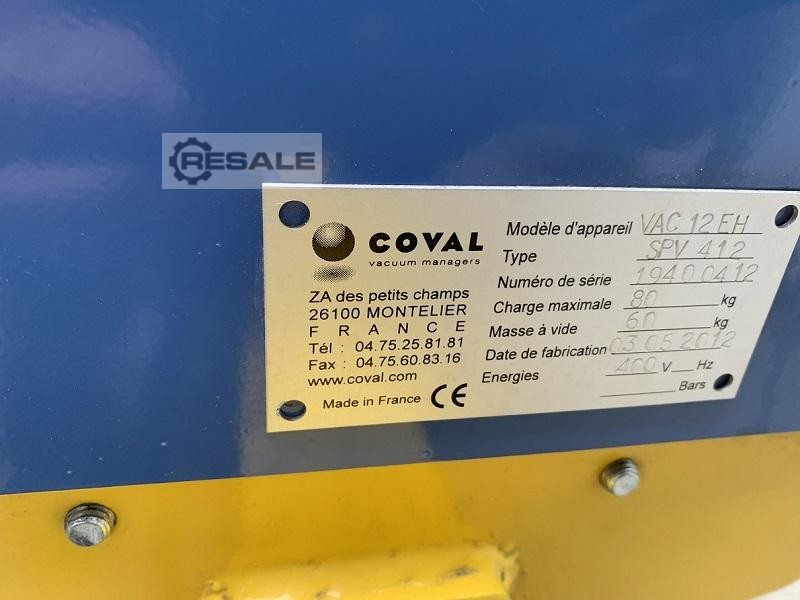 RESALE
COVAL
vacuum managers
ZA des petits champs
26100 MONTELIER
FRANCE
Tél : 04.75.25.81.81
Fax : 04.75.60.83.16
www.coval.com
Made in France CE
Modèle d'appareil VAC 12 EH
Type SPV 412
Numéro de série 19400412
Charge maximale 80 kg
Masse à vide 60 kg
Date de fabrication 03 05 2012
Energies 400 V Hz
Bars